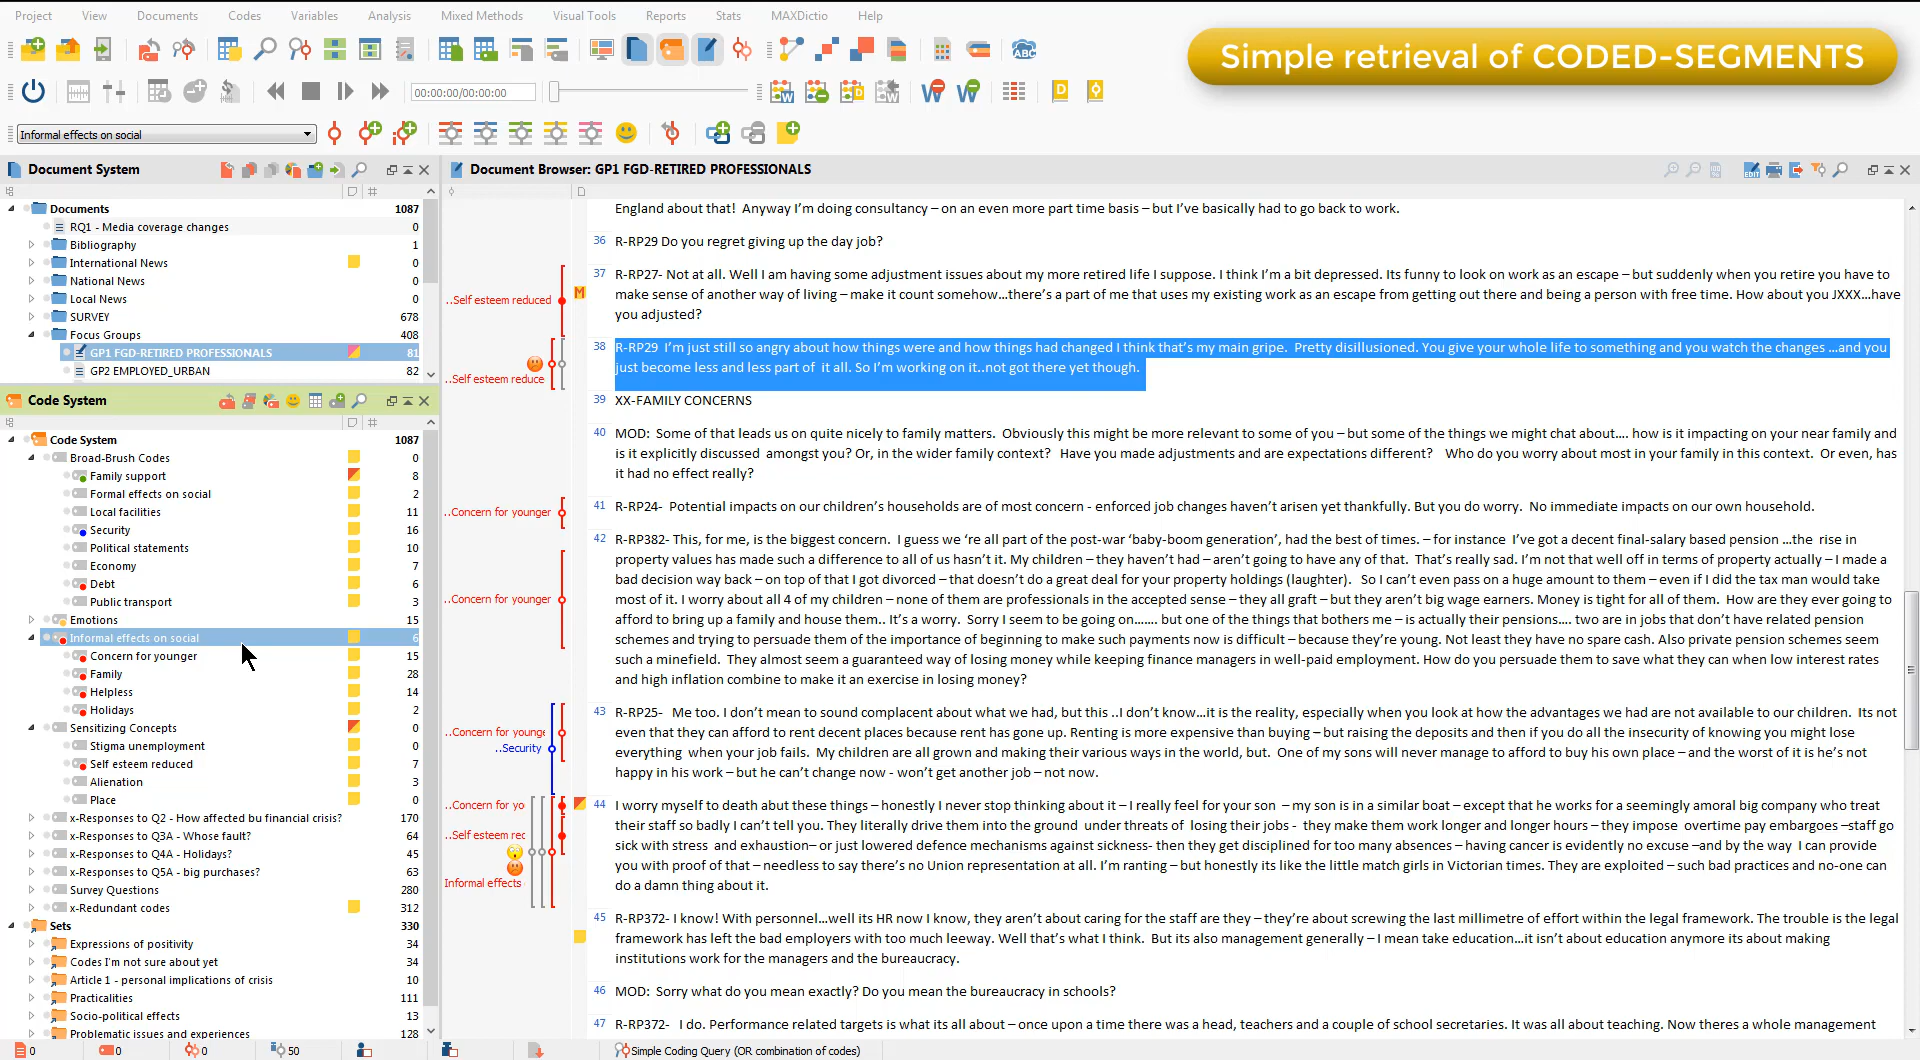 Project View Documents Codes Variables Analysis Mixed Methods Visual Tools Reports Stats MAXDictio Help
Simple retrieval of CODED-SEGMENTS
00:00:00/00:00:00
Informal effects on social
Document System
Documents 1087
RQ1 - Media coverage changes 0
Bibliography 1
International News 0
National News 0
Local News 0
SURVEY 678
Focus Groups 408
GP1 FGD-RETIRED PROFESSIONALS 81
GP2 EMPLOYED_URBAN 82
Code System
Code System 1087
Broad-Brush Codes 0
Family support 8
Formal effects on social 2
Local facilities 11
Security 16
Political statements 10
Economy 7
Debt 6
Public transport 3
Emotions 15
Informal effects on social 6
Concern for younger 15
Family 28
Helpless 14
Holidays 2
Sensitizing Concepts 0
Stigma unemployment 0
Self esteem reduced 7
Alienation 3
Place 0
x-Responses to Q2 - How affected bu financial crisis? 67
x-Responses to Q3A - Whose fault? 64
x-Responses to Q4A - Holidays? 45
x-Responses to Q5A - big purchases? 63
Survey Questions 280
x-Redundant codes 312
Sets 330
Expressions of positivity 34
Codes I'm not sure about yet 34
Article 1 - personal implications of crisis 10
Practicalities 111
Socio-political effects 13
Problematic issues and experiences 128
Document Browser: GP1 FGD-RETIRED PROFESSIONALS
England about that! Anyway I'm doing consultancy – on an even more part time basis – but I've basically had to go back to work.
36 R-RP29 Do you regret giving up the day job?
..Self esteem reduced
37 R-RP27- Not at all. Well I am having some adjustment issues about my more retired life I suppose. I think I'm a bit depressed. Its funny to look on work as an escape – but suddenly when you retire you have to
make sense of another way of living – make it count somehow…there's a part of me that uses my existing work as an escape from getting out there and being a person with free time. How about you JXXX…have
you adjusted?
..Self esteem reduce
38 R-RP29 I'm just still so angry about how things were and how things had changed I think that's my main gripe. Pretty disillusioned. You give your whole life to something and you watch the changes …and you
just become less and less part of it all. So I'm working on it..not got there yet though.
39 XX-FAMILY CONCERNS
40 MOD: Some of that leads us on quite nicely to family matters. Obviously this might be more relevant to some of you – but some of the things we might chat about…. how is it impacting on your near family and
is it explicitly discussed amongst you? Or, in the wider family context? Have you made adjustments and are expectations different? Who do you worry about most in your family in this context. Or even, has
it had no effect really?
..Concern for younger
41 R-RP24- Potential impacts on our children's households are of most concern - enforced job changes haven't arisen yet thankfully. But you do worry. No immediate impacts on our own household.
..Concern for younger
42 R-RP382- This, for me, is the biggest concern. I guess we 're all part of the post-war 'baby-boom generation', had the best of times. – for instance I've got a decent final-salary based pension …the rise in
property values has made such a difference to all of us hasn't it. My children – they haven't had – aren't going to have any of that. That's really sad. I'm not that well off in terms of property actually – I made a
bad decision way back – on top of that I got divorced – that doesn't do a great deal for your property holdings (laughter). So I can't even pass on a huge amount to them – even if I did the tax man would take
most of it. I worry about all 4 of my children – none of them are professionals in the accepted sense – they all graft – but they aren't big wage earners. Money is tight for all of them. How are they ever going to
afford to bring up a family and house them.. It's a worry. Sorry I seem to be going on……. but one of the things that bothers me – is actually their pensions…. two are in jobs that don't have related pension
schemes and trying to persuade them of the importance of beginning to make such payments now is difficult – because they're young. Not least they have no spare cash. Also private pension schemes seem
such a minefield. They almost seem a guaranteed way of losing money while keeping finance managers in well-paid employment. How do you persuade them to save what they can when low interest rates
and high inflation combine to make it an exercise in losing money?
..Concern for younge
..Security
43 R-RP25- Me too. I don't mean to sound complacent about what we had, but this ..I don't know…it is the reality, especially when you look at how the advantages we had are not available to our children. Its not
even that they can afford to rent decent places because rent has gone up. Renting is more expensive than buying – but raising the deposits and then if you do all the insecurity of knowing you might lose
everything when your job fails. My children are all grown and making their various ways in the world, but. One of my sons will never manage to afford to buy his own place – and the worst of it is he's not
happy in his work – but he can't change now - won't get another job – not now.
..Concern for yo
..Self esteem rec
Informal effects
44 I worry myself to death abut these things – honestly I never stop thinking about it – I really feel for your son – my son is in a similar boat – except that he works for a seemingly amoral big company who treat
their staff so badly I can't tell you. They literally drive them into the ground under threats of losing their jobs - they make them work longer and longer hours – they impose overtime pay embargoes –staff go
sick with stress and exhaustion– or just lowered defence mechanisms against sickness- then they get disciplined for too many absences – having cancer is evidently no excuse –and by the way I can provide
you with proof of that – needless to say there's no Union representation at all. I'm ranting – but honestly its like the little match girls in Victorian times. They are exploited – such bad practices and no-one can
do a damn thing about it.
45 R-RP372- I know! With personnel…well its HR now I know, they aren't about caring for the staff are they – they're about screwing the last millimetre of effort within the legal framework. The trouble is the legal
framework has left the bad employers with too much leeway. Well that's what I think. But its also management generally – I mean take education…it isn't about education anymore its about making
institutions work for the managers and the bureaucracy.
46 MOD: Sorry what do you mean exactly? Do you mean the bureaucracy in schools?
47 R-RP372- I do. Performance related targets is what its all about – once upon a time there was a head, teachers and a couple of school secretaries. It was all about teaching. Now theres a whole management
0 0 0 50 Simple Coding Query (OR combination of codes)